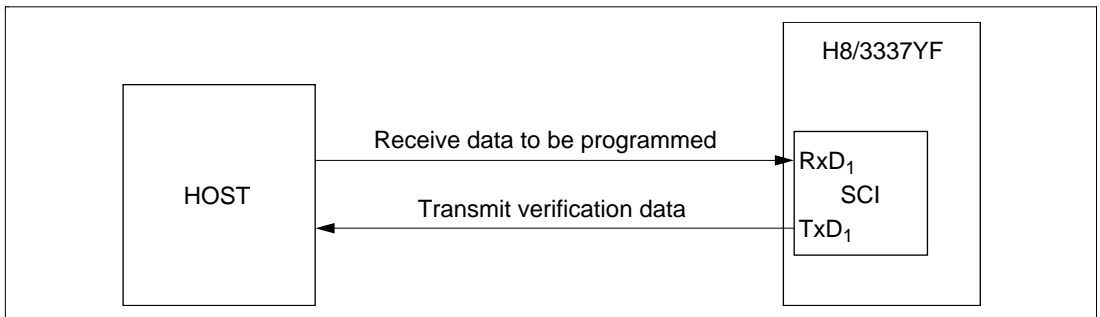 H8/3337YF
Receive data to be programmed
RxD₁
HOST
SCI
Transmit verification data
TxD₁